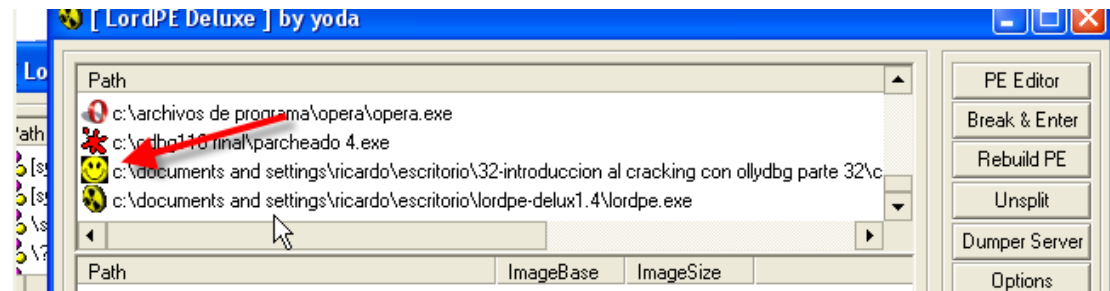 [ LordPE Deluxe ] by yoda
Lo
Path
PE Editor
c:\archivos de programa\opera\opera.exe
Break & Enter
'ath
c:\odbg110 final\parcheado 4.exe
[s
c:\documents and settings\ricardo\escritorio\32-introduccion al cracking con ollydbg parte 32\c
Rebuild PE
[s
c:\documents and settings\ricardo\escritorio\lordpe-delux1.4\lordpe.exe
Unsplit
\s
\?
Dumper Server
Path ImageBase ImageSize
Options